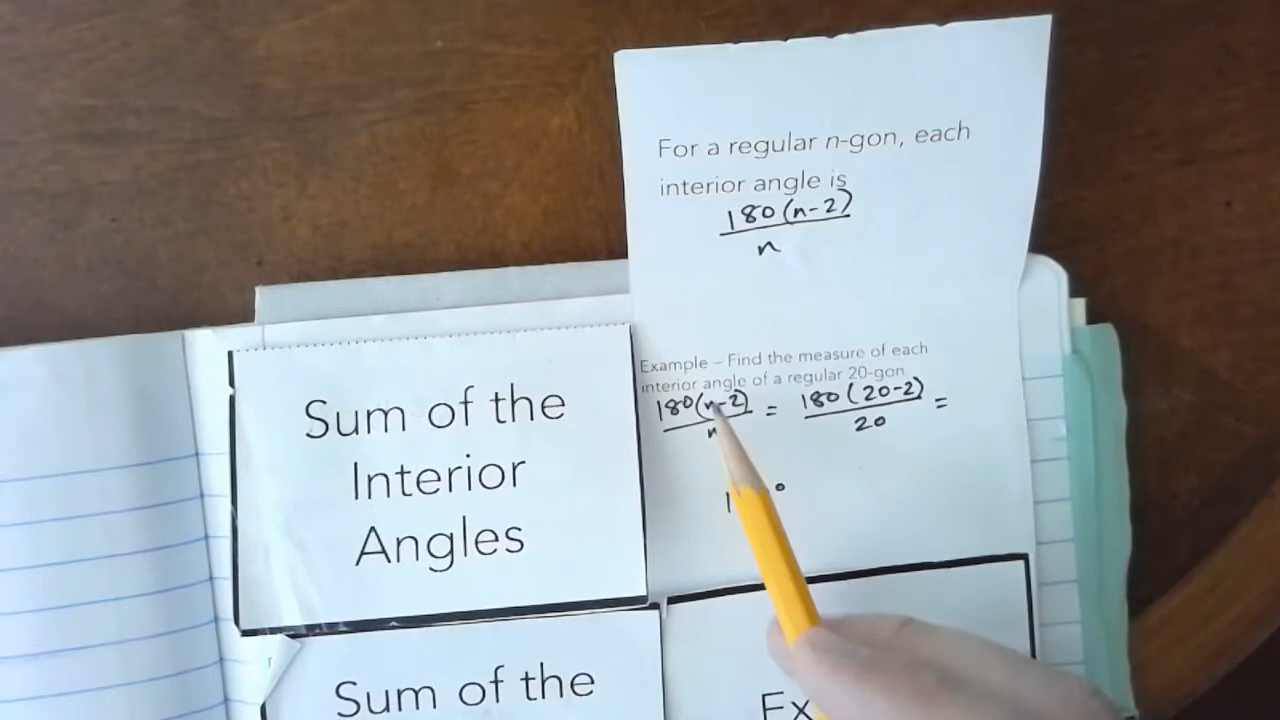 For a regular n-gon, each
interior angle is
180(n-2)
n
Example – Find the measure of each
interior angle of a regular 20-gon
180(n-2) = 180(20-2) =
n 20
Sum of the
Interior
Angles
Sum of the